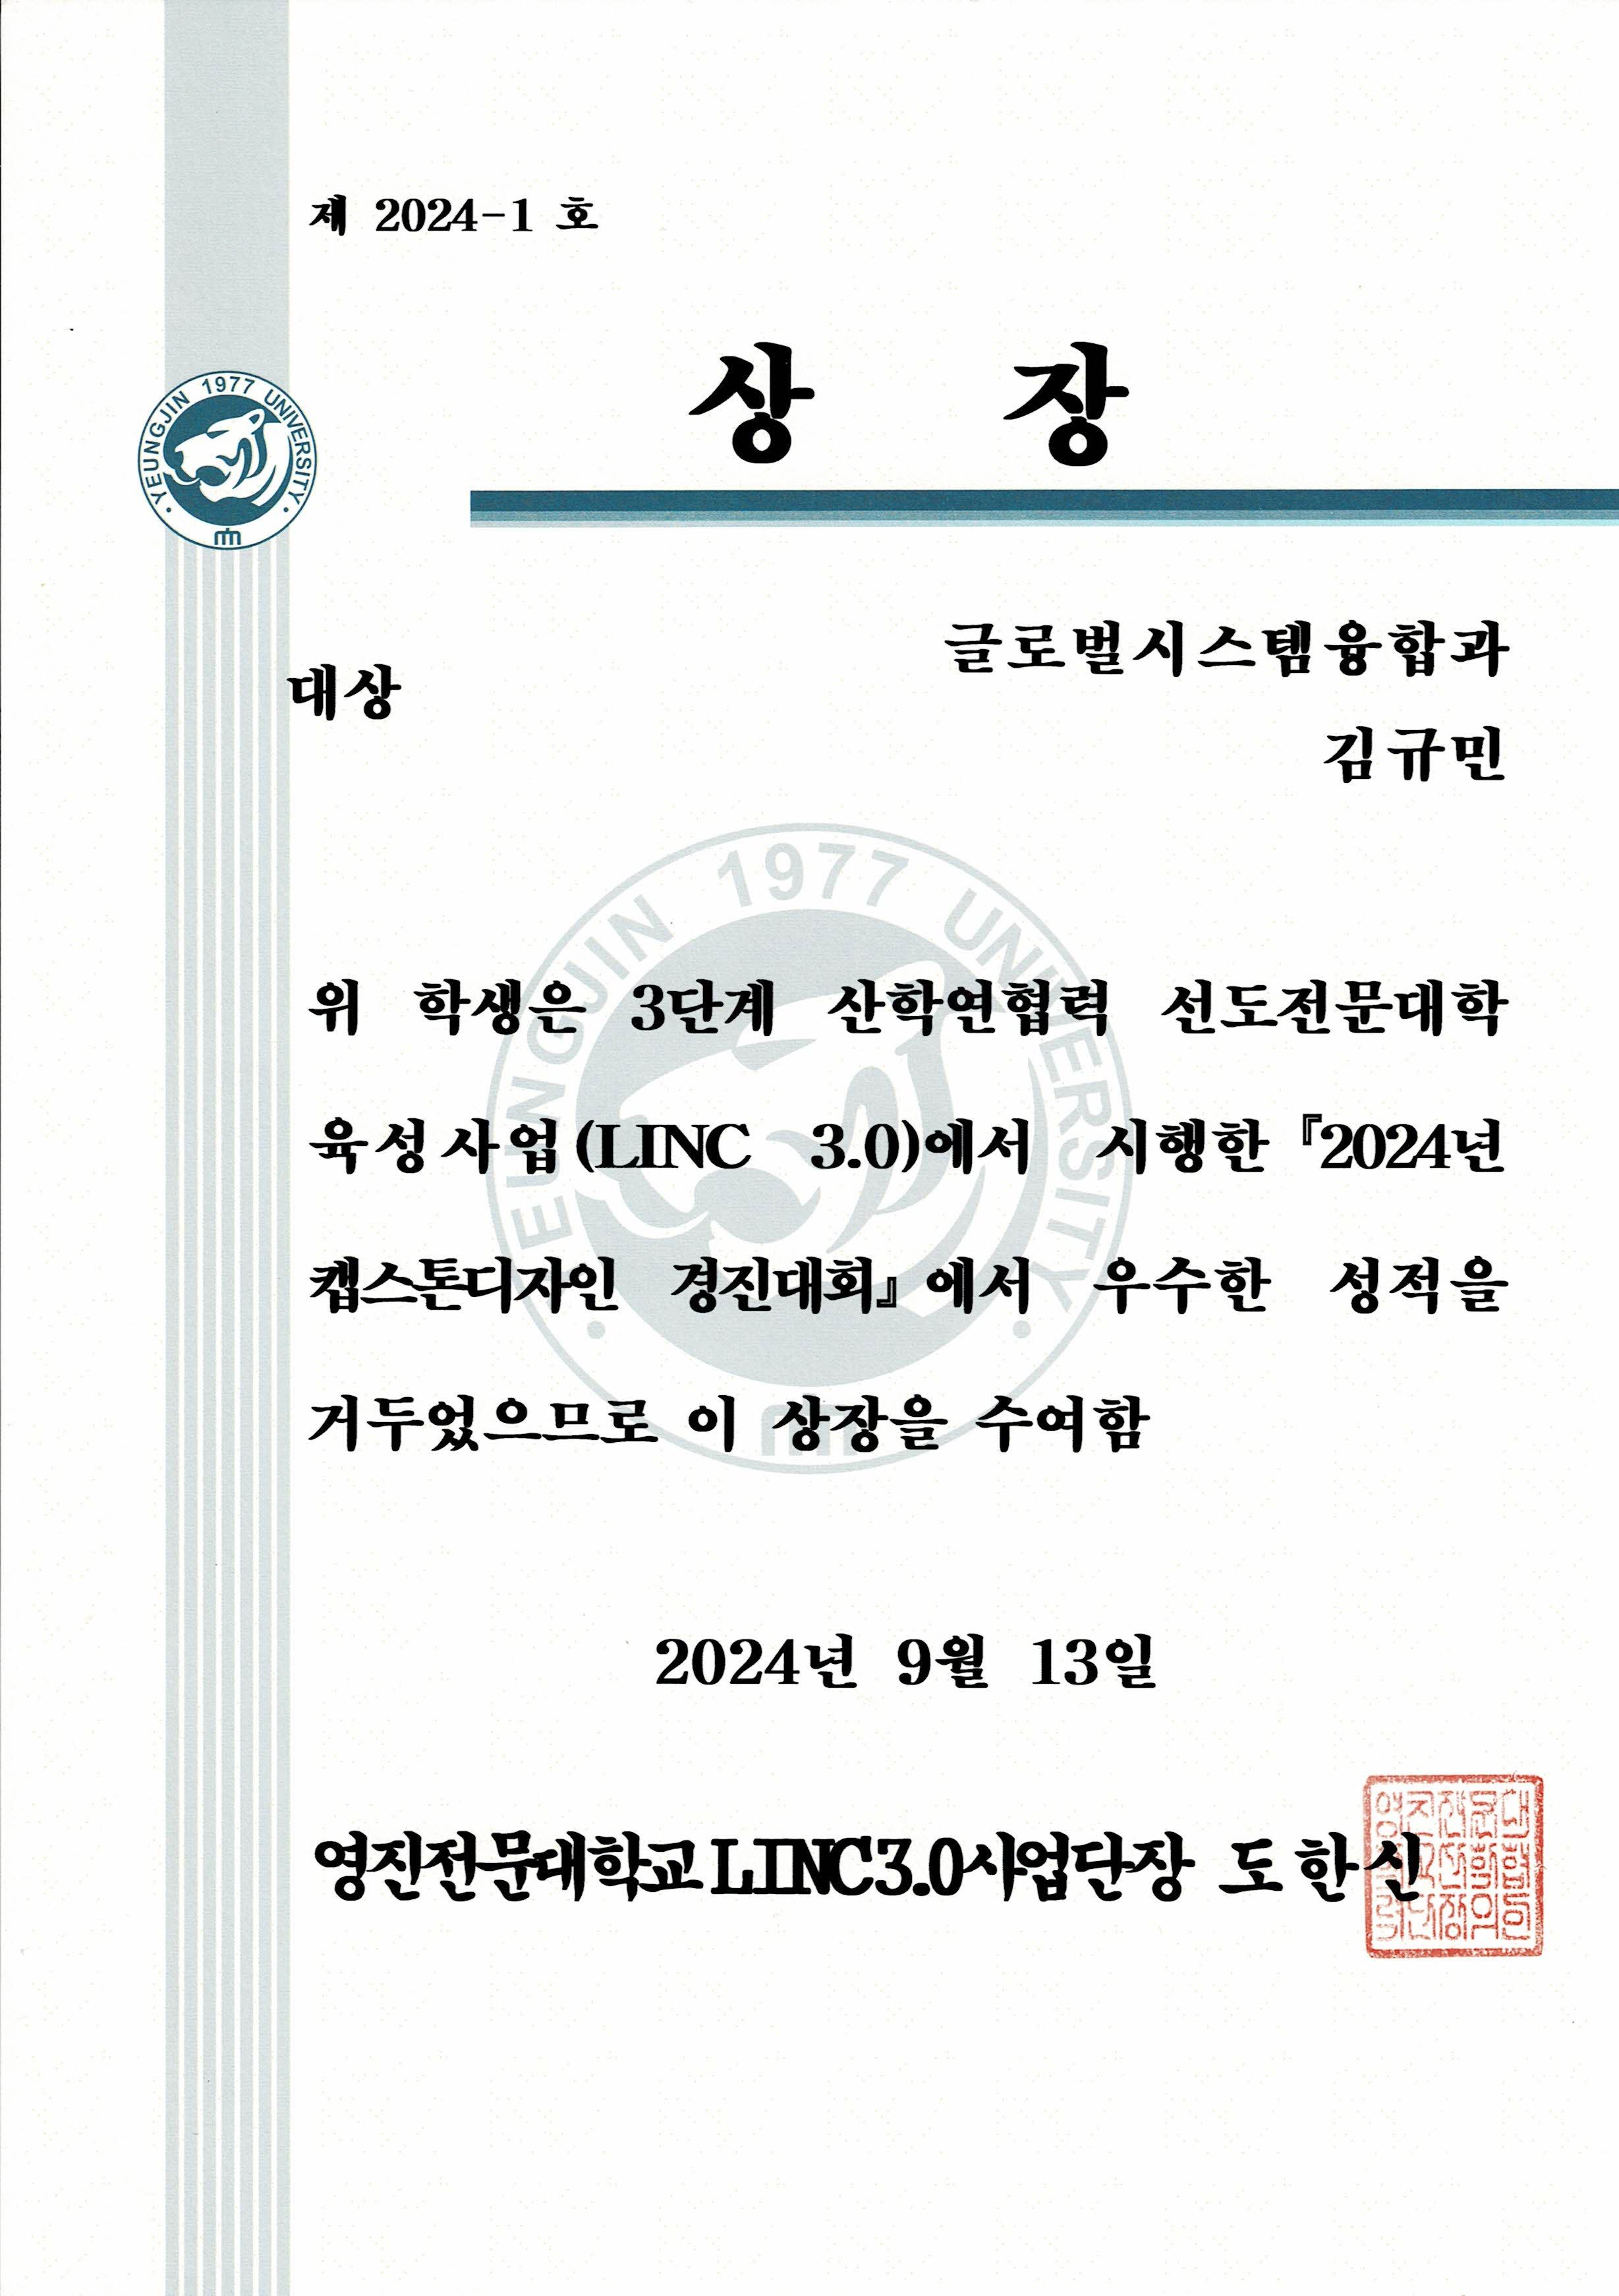 제 2024-1 호
상 장
YEUNGJIN 1977 UNIVERSITY
글로벌시스템융합과
대상
김규민
YEUNGJIN 1977 UNIVERSITY
위 학생은 3단계 산학연협력 선도전문대학
육성사업(LINC 3.0)에서 시행한『2024년
캡스톤디자인 경진대회』에서 우수한 성적을
거두었으므로 이 상장을 수여함
2024년 9월 13일
영진전문대학교LINC3.0사업단장 도한신